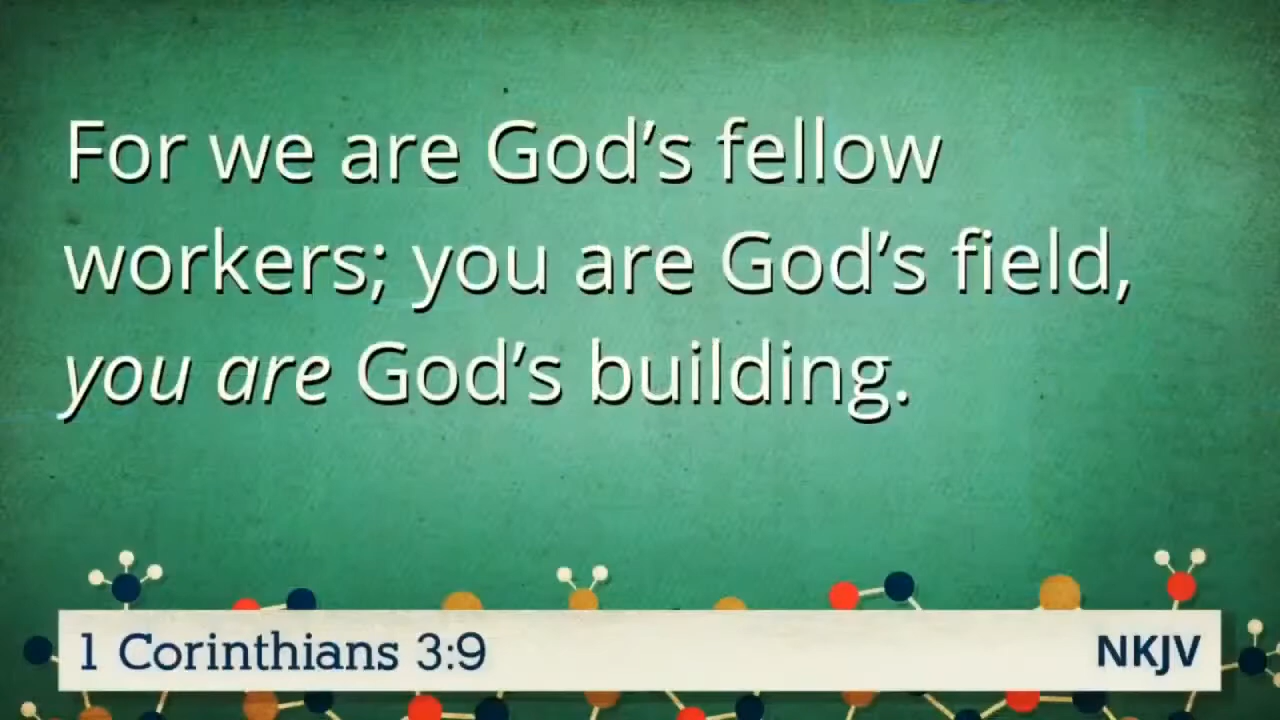 For we are God’s fellow
workers; you are God’s field,
you are God’s building.
1 Corinthians 3:9
NKJV